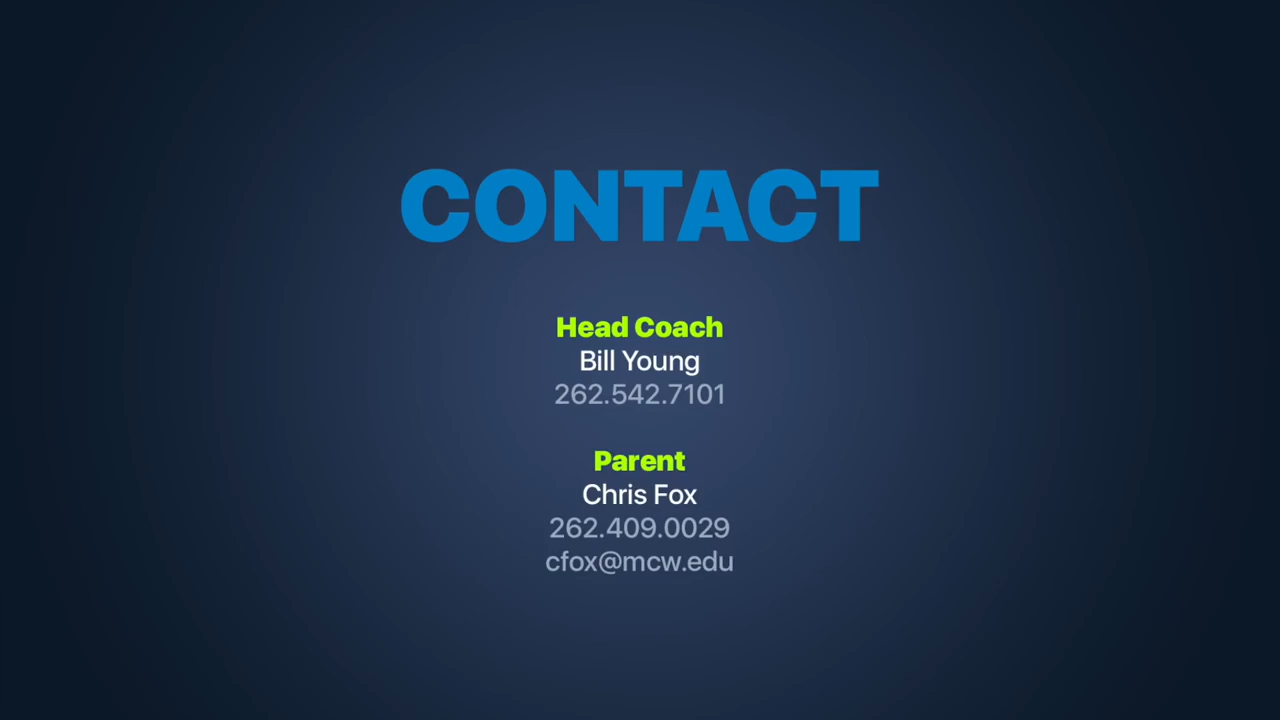 CONTACT
Head Coach
Bill Young
262.542.7101
Parent
Chris Fox
262.409.0029
cfox@mcw.edu